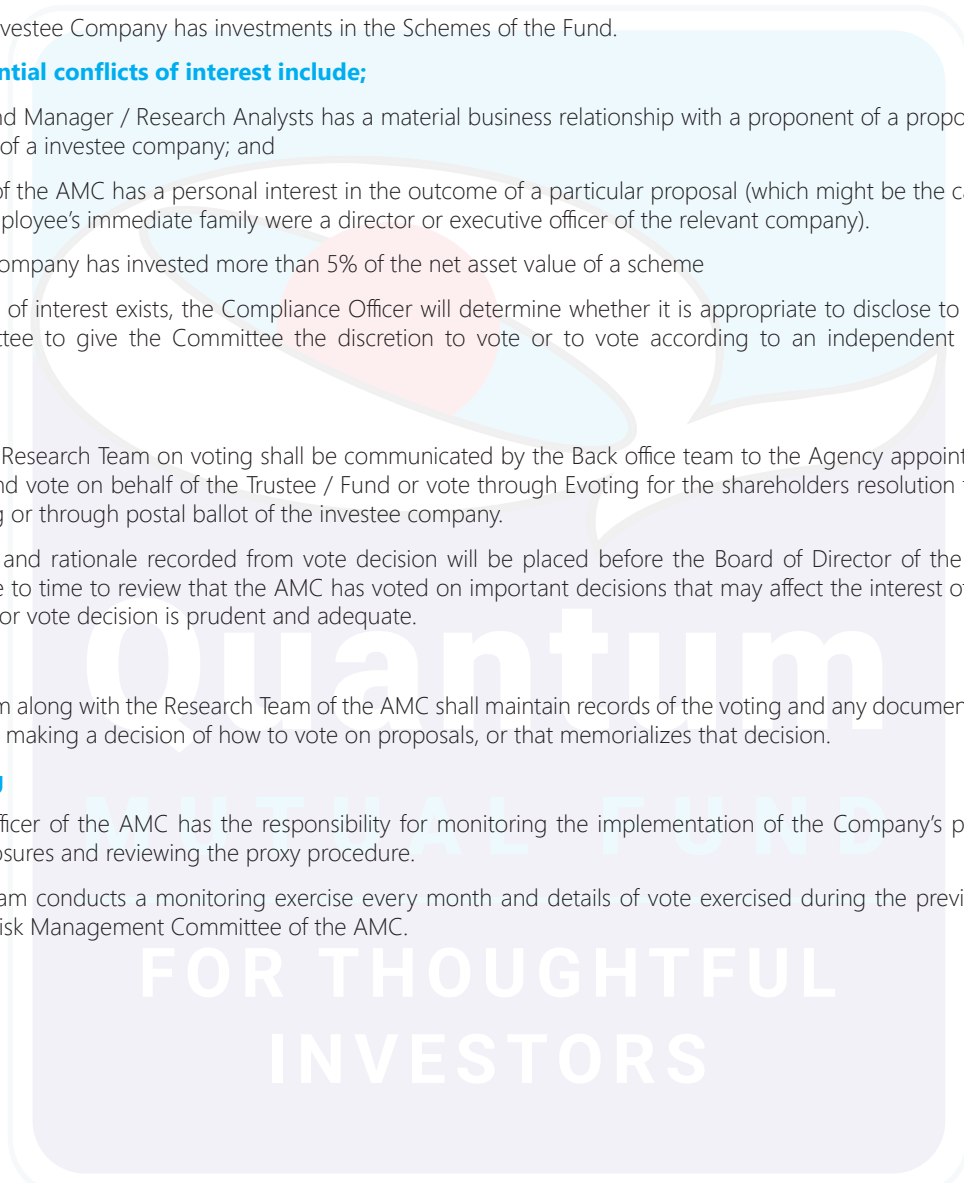 vestee Company has investments in the Schemes of the Fund.
ntial conflicts of interest include;
nd Manager / Research Analysts has a material business relationship with a proponent of a propo
of a investee company; and
of the AMC has a personal interest in the outcome of a particular proposal (which might be the ca
ployee's immediate family were a director or executive officer of the relevant company).
ompany has invested more than 5% of the net asset value of a scheme
of interest exists, the Compliance Officer will determine whether it is appropriate to disclose to
ttee to give the Committee the discretion to vote or to vote according to an independent
Research Team on voting shall be communicated by the Back office team to the Agency appoint
nd vote on behalf of the Trustee / Fund or vote through Evoting for the shareholders resolution
g or through postal ballot of the investee company.
and rationale recorded from vote decision will be placed before the Board of Director of the
e to time to review that the AMC has voted on important decisions that may affect the interest of
or vote decision is prudent and adequate.
Quantum
m along with the Research Team of the AMC shall maintain records of the voting and any documen
making a decision of how to vote on proposals, or that memorializes that decision.
g
MUTUAL FUND
ficer of the AMC has the responsibility for monitoring the implementation of the Company's p
osures and reviewing the proxy procedure.
am conducts a monitoring exercise every month and details of vote exercised during the previ
isk Management Committee of the AMC.
FOR THOUGHTFUL
INVESTORS